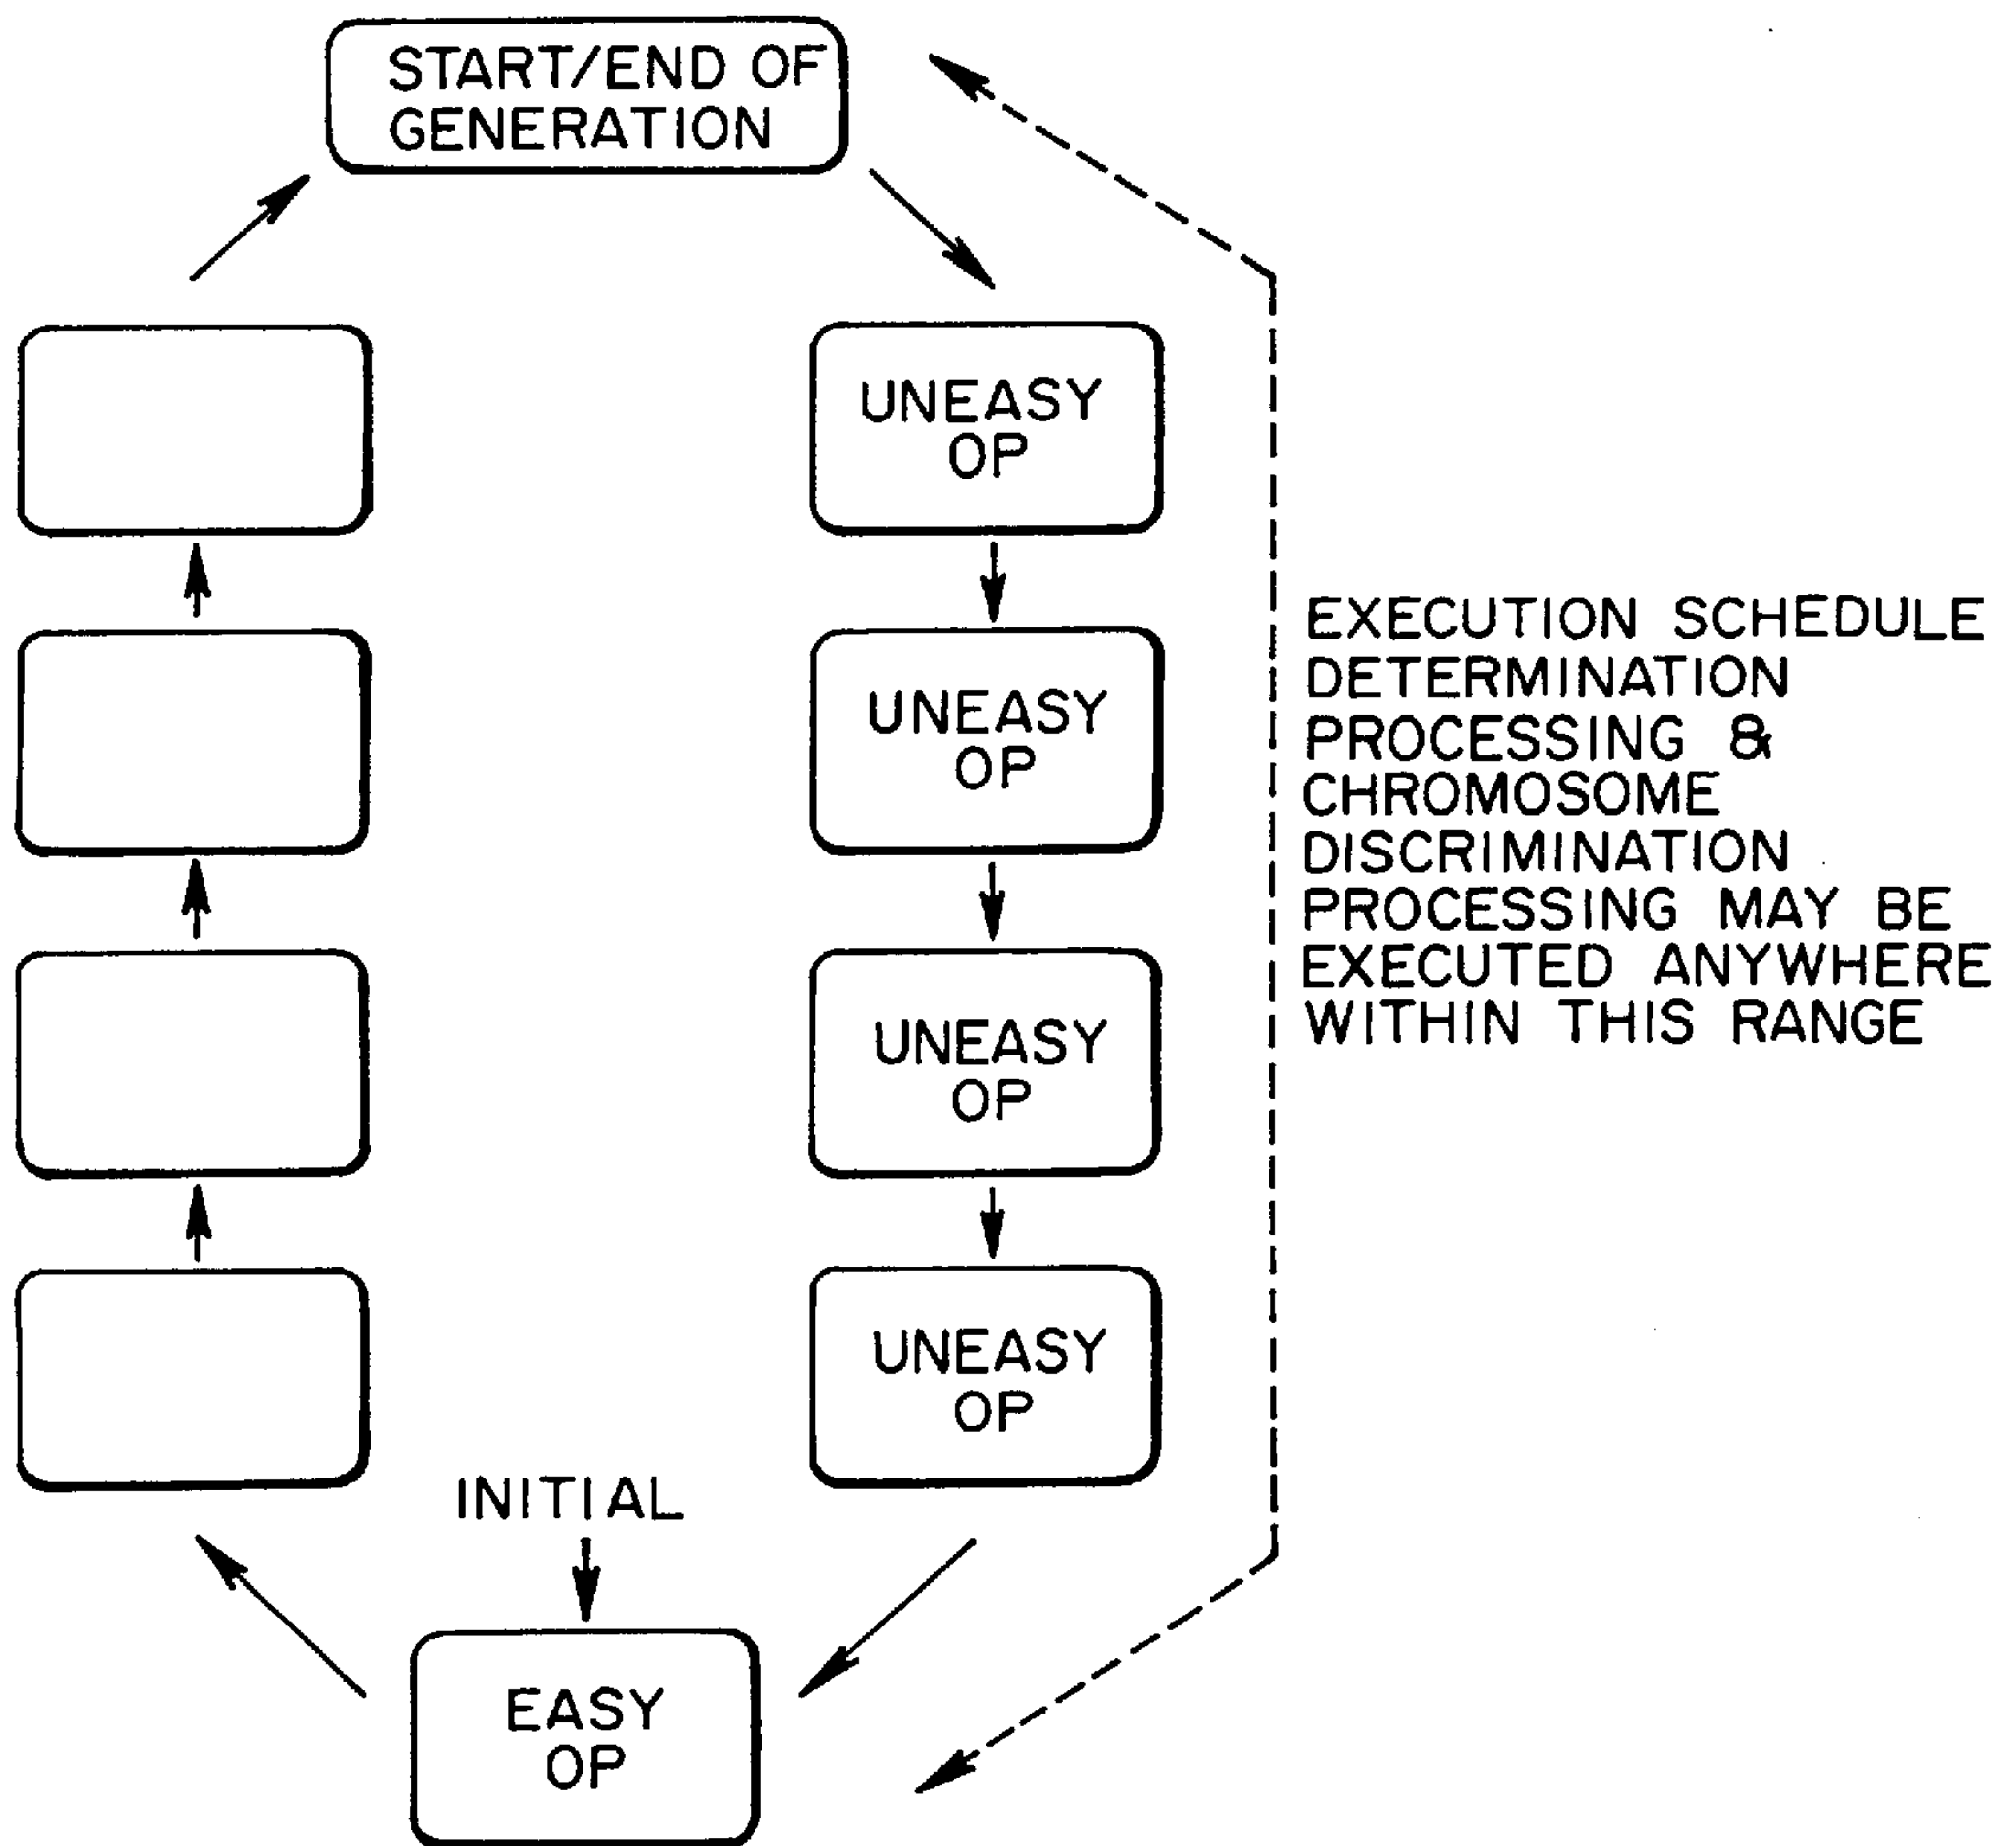 START/END OF
GENERATION
UNEASY
OP
UNEASY
OP
UNEASY
OP
UNEASY
OP
INITIAL
EASY
OP
EXECUTION SCHEDULE
DETERMINATION
PROCESSING &
CHROMOSOME
DISCRIMINATION
PROCESSING MAY BE
EXECUTED ANYWHERE
WITHIN THIS RANGE